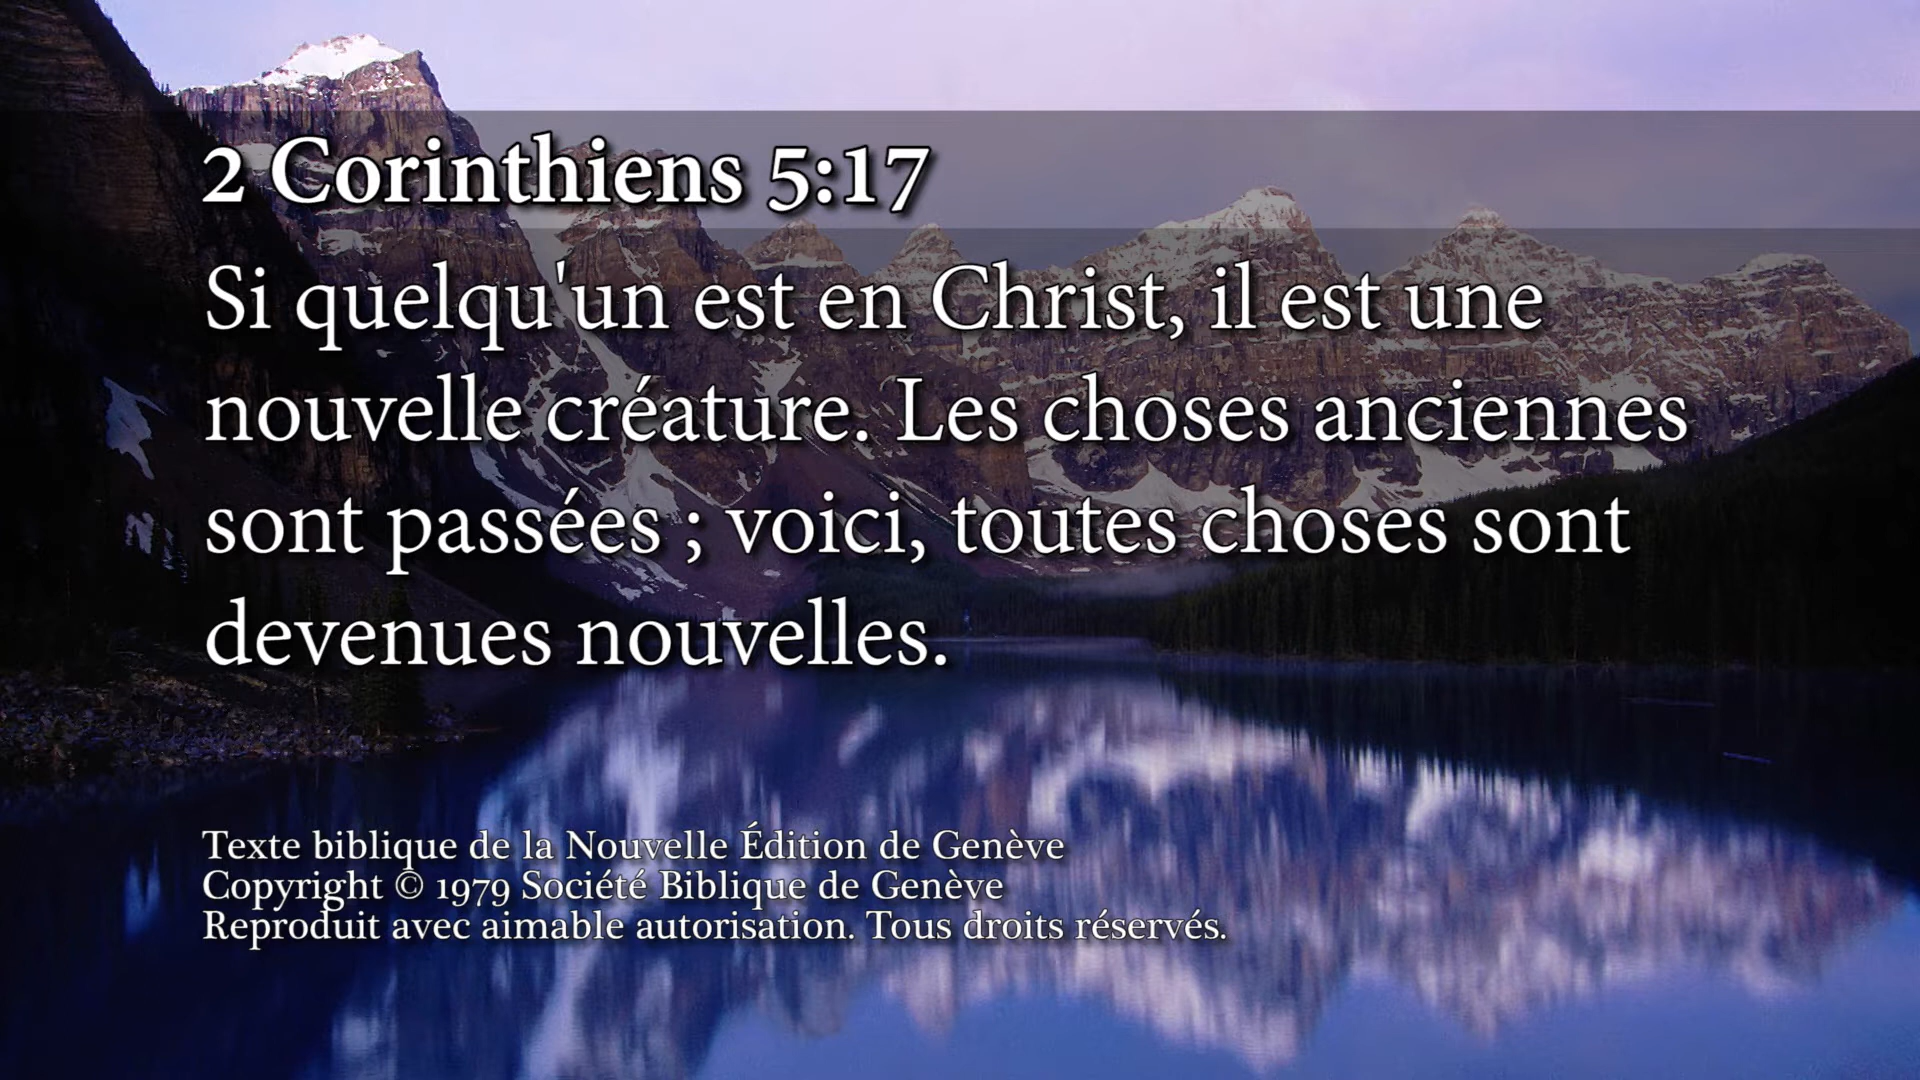 2 Corinthiens 5:17
Si quelqu'un est en Christ, il est une
nouvelle créature. Les choses anciennes
sont passées ; voici, toutes choses sont
devenues nouvelles.
Texte biblique de la Nouvelle Édition de Genève
Copyright © 1979 Société Biblique de Genève
Reproduit avec aimable autorisation. Tous droits réservés.